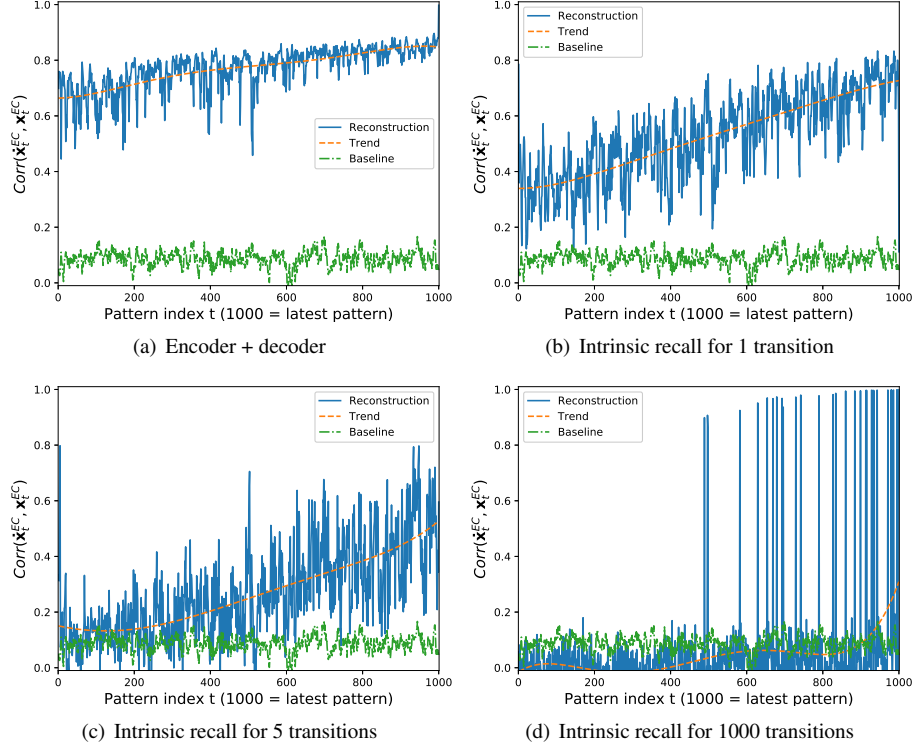 1.0
0.8
0.6
0.4
0.2
0.0
Corr(ẋ_t^EC, x_t^EC)
Reconstruction
Trend
Baseline
0 200 400 600 800 1000
Pattern index t (1000 = latest pattern)
(a) Encoder + decoder
1.0
0.8
0.6
0.4
0.2
0.0
Corr(ẋ_t^EC, x_t^EC)
Reconstruction
Trend
Baseline
0 200 400 600 800 1000
Pattern index t (1000 = latest pattern)
(b) Intrinsic recall for 1 transition
1.0
0.8
0.6
0.4
0.2
0.0
Corr(ẋ_t^EC, x_t^EC)
Reconstruction
Trend
Baseline
0 200 400 600 800 1000
Pattern index t (1000 = latest pattern)
(c) Intrinsic recall for 5 transitions
1.0
0.8
0.6
0.4
0.2
0.0
Corr(ẋ_t^EC, x_t^EC)
Reconstruction
Trend
Baseline
0 200 400 600 800 1000
Pattern index t (1000 = latest pattern)
(d) Intrinsic recall for 1000 transitions